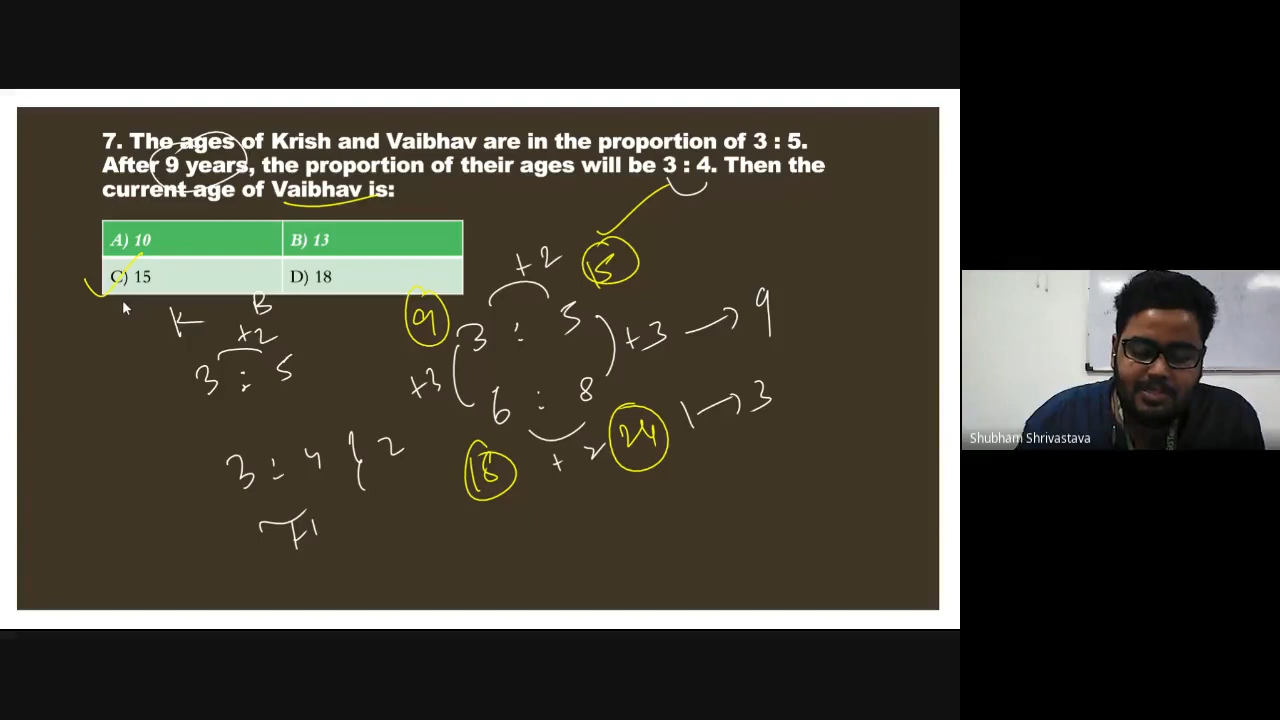 7. The ages of Krish and Vaibhav are in the proportion of 3 : 5.
After 9 years, the proportion of their ages will be 3 : 4. Then the
current age of Vaibhav is:
A) 10 B) 13
C) 15 D) 18
+2 15
K B
+2
9 3 : 5 +3 → 9
3 : 5
+3 6 : 8 1 → 3
3 : 4 } 2 18 + 2 24
+1
Shubham Shrivastava